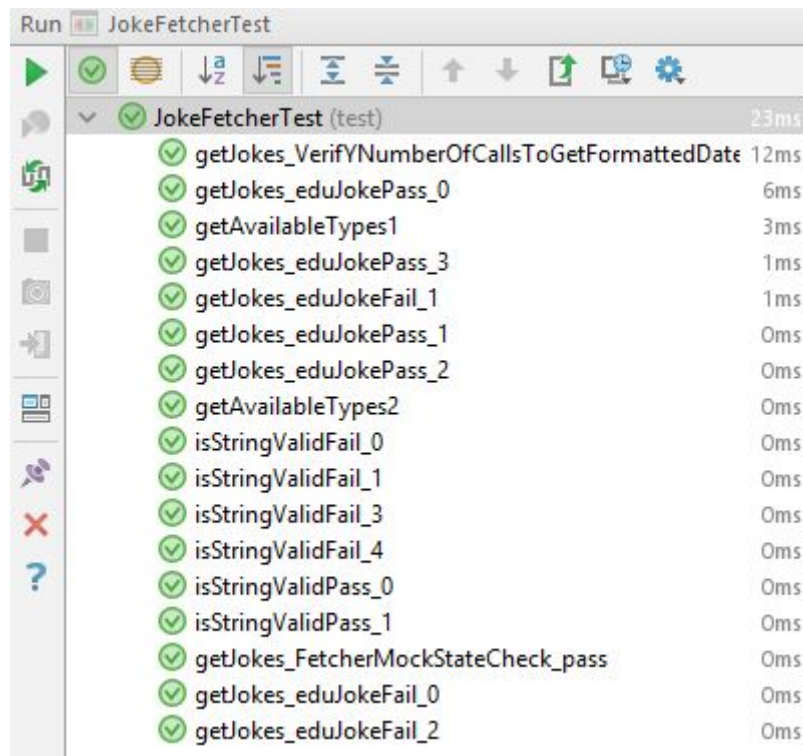 Run JokeFetcherTest
JokeFetcherTest (test) 23ms
getJokes_VerifYNumberOfCallsToGetFormattedDate 12ms
getJokes_eduJokePass_0 6ms
getAvailableTypes1 3ms
getJokes_eduJokePass_3 1ms
getJokes_eduJokeFail_1 1ms
getJokes_eduJokePass_1 0ms
getJokes_eduJokePass_2 0ms
getAvailableTypes2 0ms
isStringValidFail_0 0ms
isStringValidFail_1 0ms
isStringValidFail_3 0ms
isStringValidFail_4 0ms
isStringValidPass_0 0ms
isStringValidPass_1 0ms
getJokes_FetcherMockStateCheck_pass 0ms
getJokes_eduJokeFail_0 0ms
getJokes_eduJokeFail_2 0ms